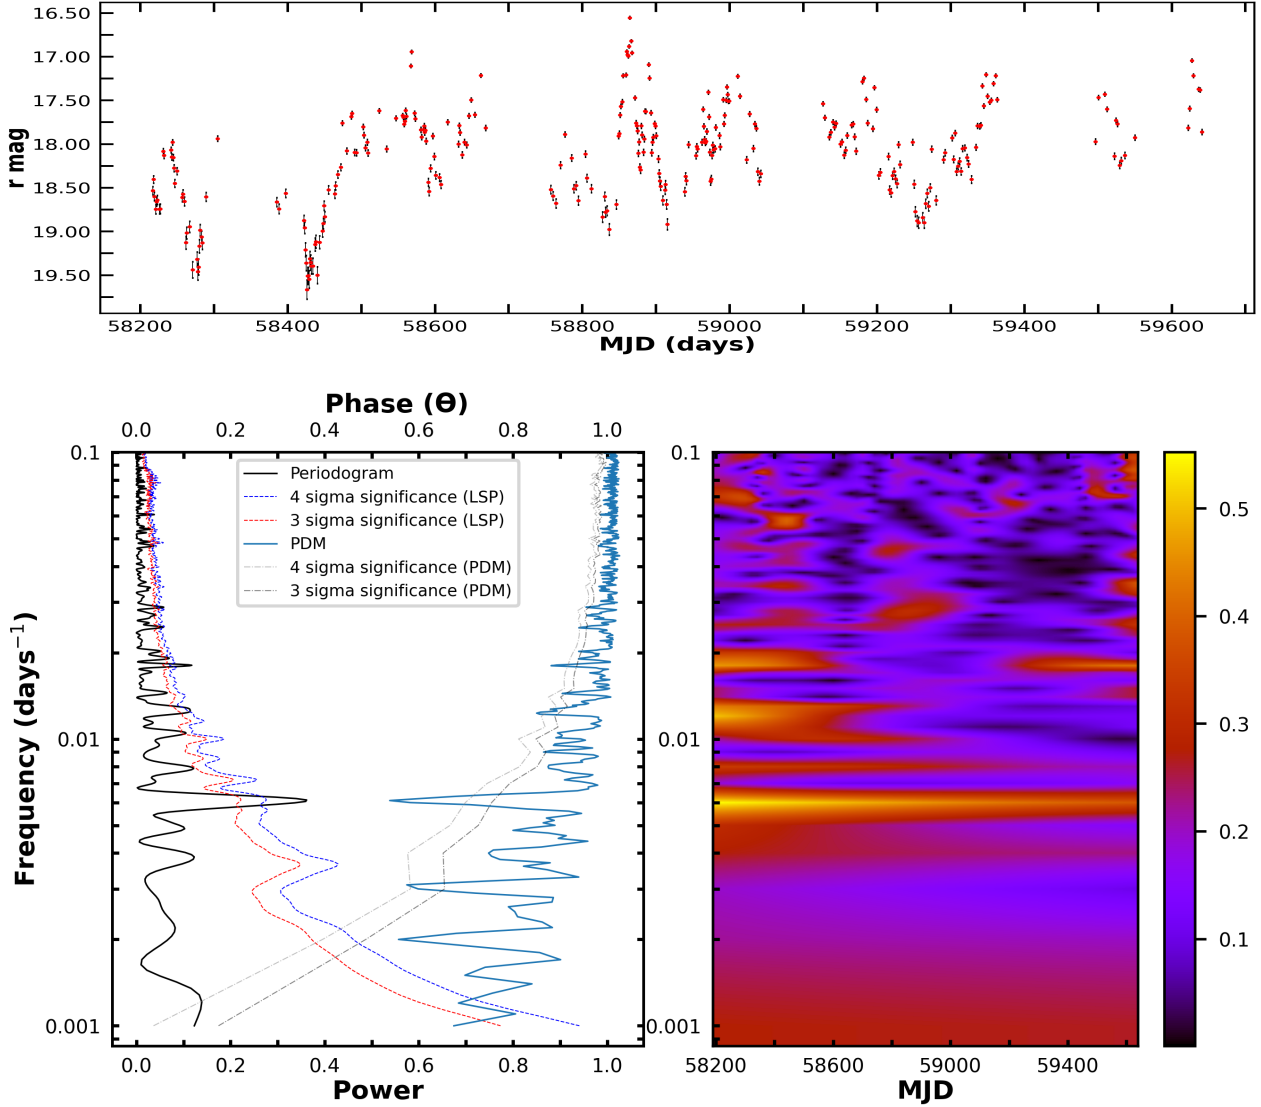 16.50
17.00
17.50
18.00
18.50
19.00
19.50
r mag
58200 58400 58600 58800 59000 59200 59400 59600
MJD (days)
Phase (Θ)
0.0 0.2 0.4 0.6 0.8 1.0
0.1
0.01
0.001
Frequency (days⁻¹)
Periodogram
4 sigma significance (LSP)
3 sigma significance (LSP)
PDM
4 sigma significance (PDM)
3 sigma significance (PDM)
0.0 0.2 0.4 0.6 0.8 1.0
Power
0.1
0.01
0.001
58200 58600 59000 59400
MJD
0.5
0.4
0.3
0.2
0.1